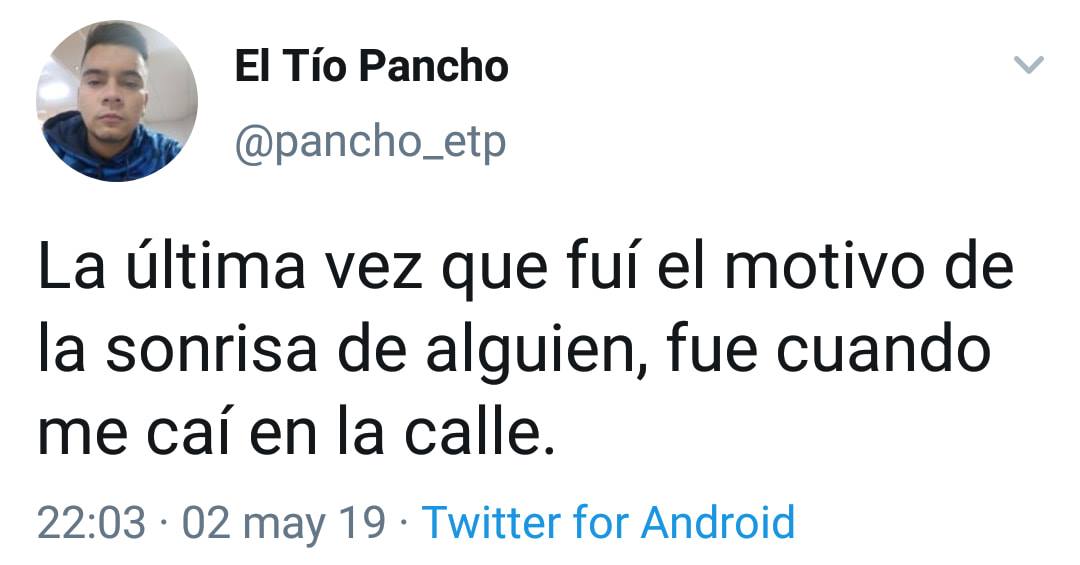 El Tío Pancho
@pancho_etp
La última vez que fuí el motivo de
la sonrisa de alguien, fue cuando
me caí en la calle.
22:03 · 02 may 19 · Twitter for Android